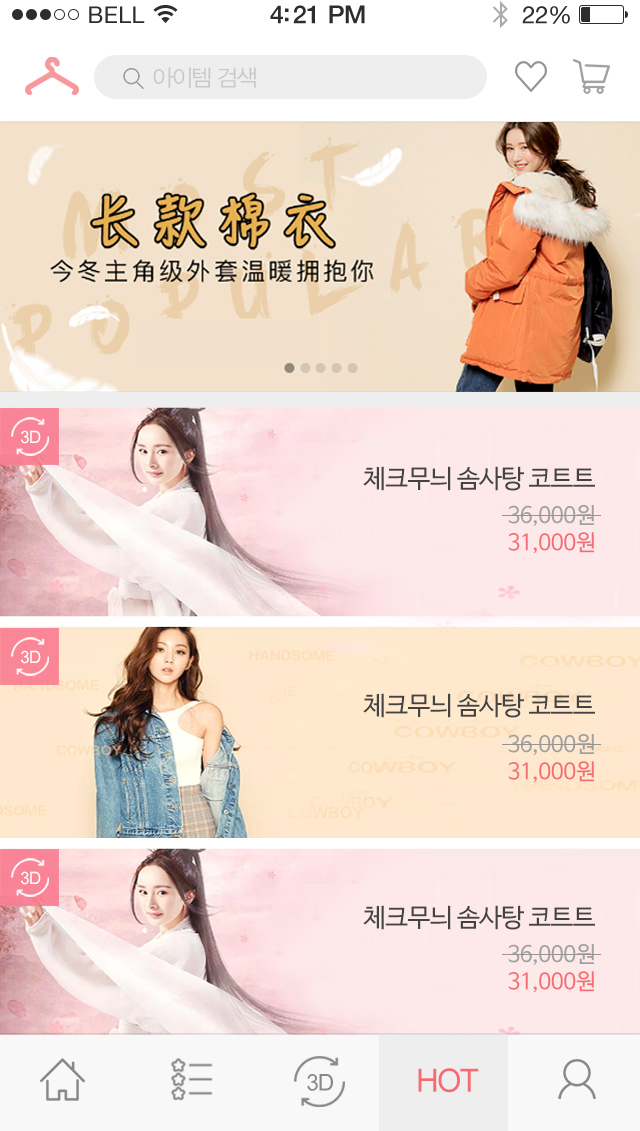 BELL 4:21 PM 22%
아이템 검색
MOST
长款棉衣
今冬主角级外套温暖拥抱你
POPULAR
3D
체크무늬 솜사탕 코트트
36,000원
31,000원
3D
HANDSOME
COWBOY
HANDSOME
체크무늬 솜사탕 코트트
COWBOY
36,000원
COWBOY
COWBOY
31,000원
COWBOY
3D
체크무늬 솜사탕 코트트
36,000원
31,000원
3D
HOT